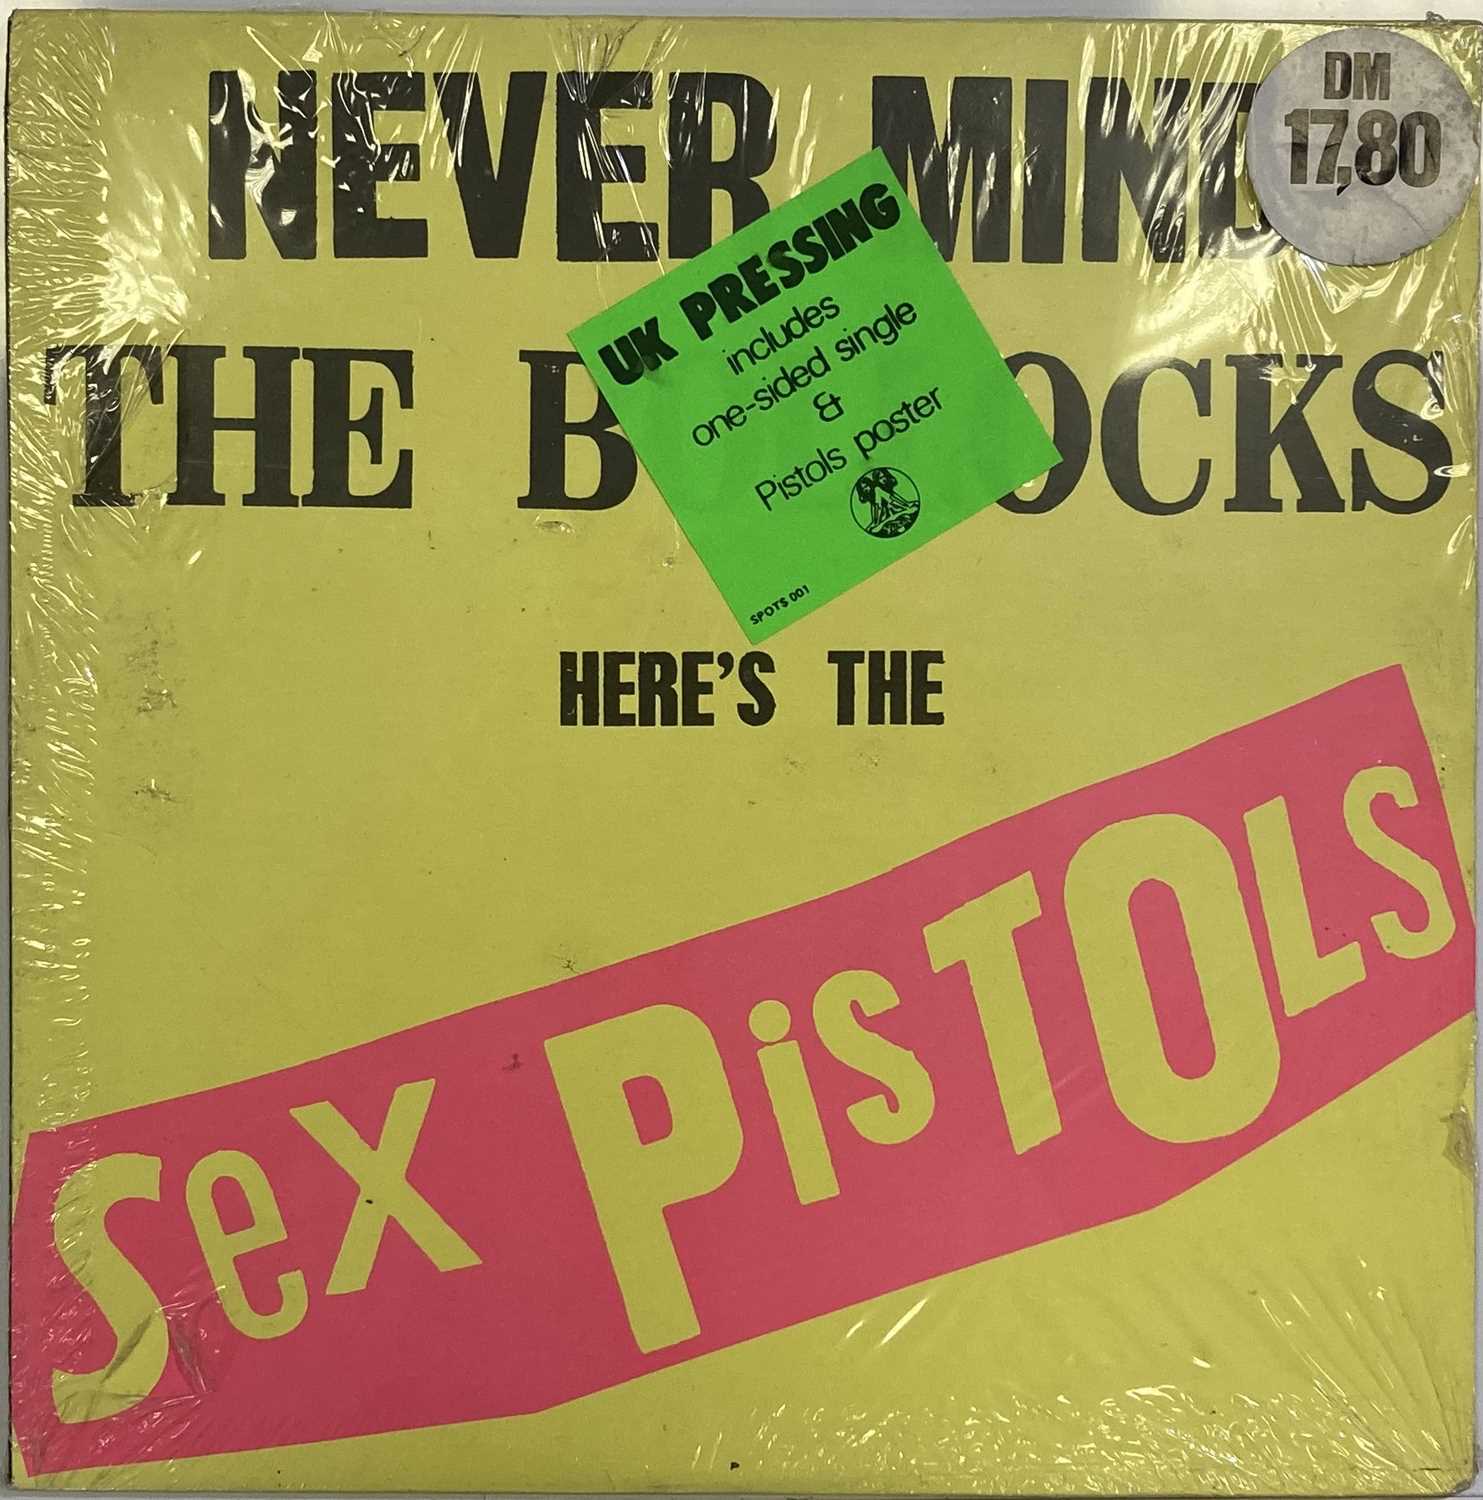 NEVER MIND
DM
17,80
THE B OCKS
UK PRESSING
includes
one-sided single
&
Pistols poster
SPOTS 001
HERE'S THE
SEX PiSTOLS